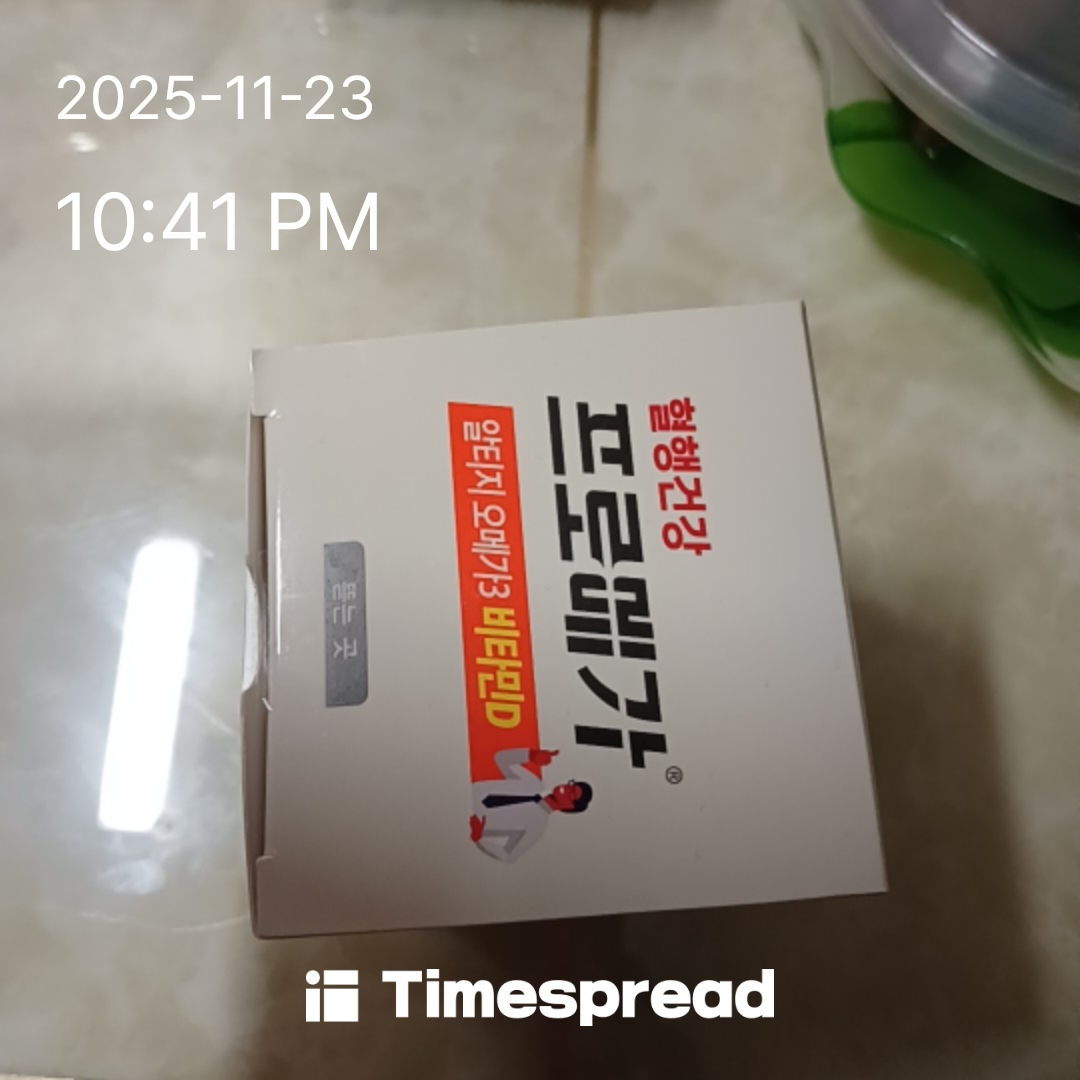 2025-11-23
10:41 PM
혈행건강
프로메가®
알티지 오메가3 비타민D
뜯는 곳
Timespread